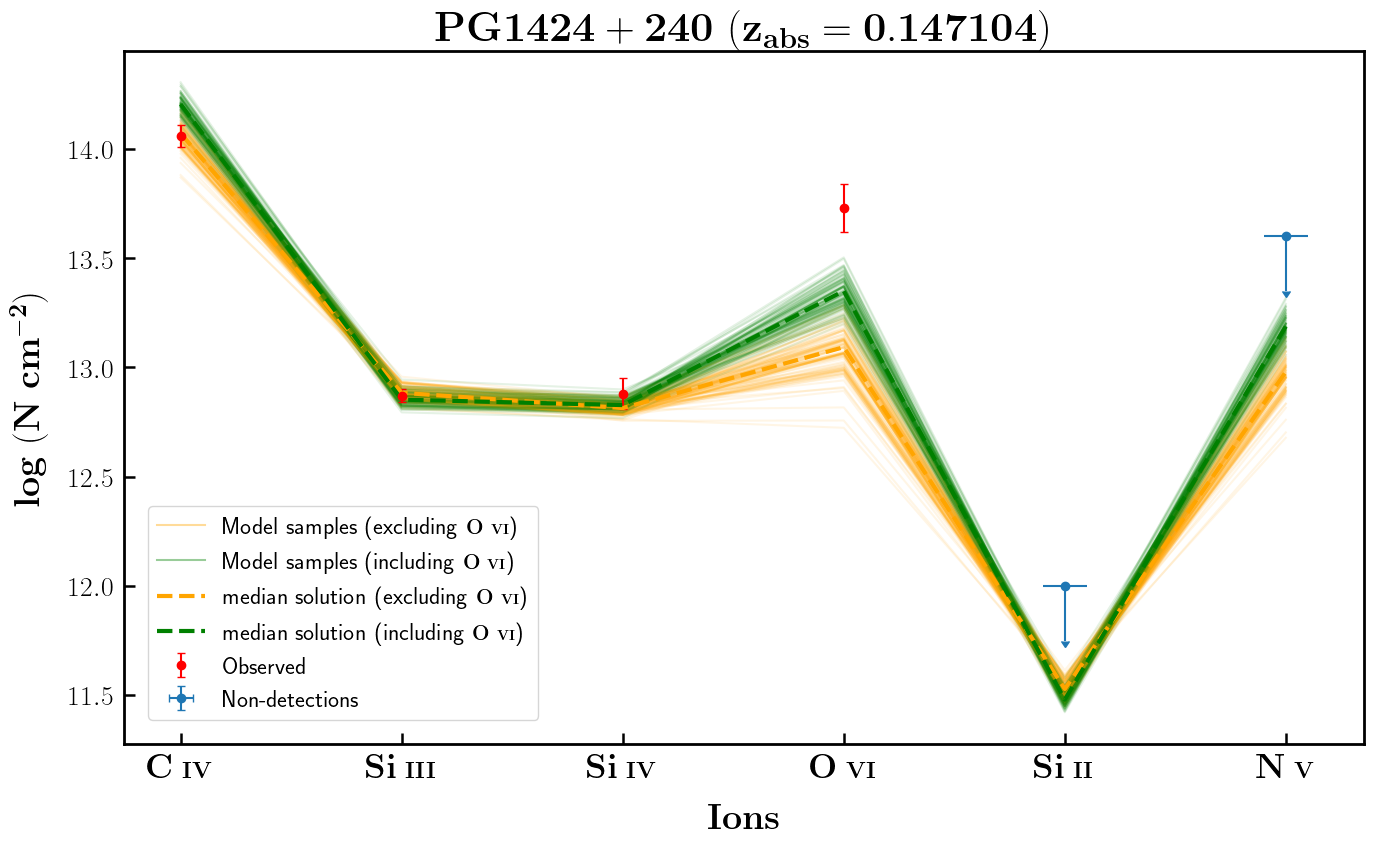 PG1424 + 240 (z_abs = 0.147104)
log (N cm^−2)
14.0
13.5
13.0
12.5
12.0
11.5
Model samples (excluding O VI)
Model samples (including O VI)
median solution (excluding O VI)
median solution (including O VI)
Observed
Non-detections
C IV Si III Si IV O VI Si II N V
Ions